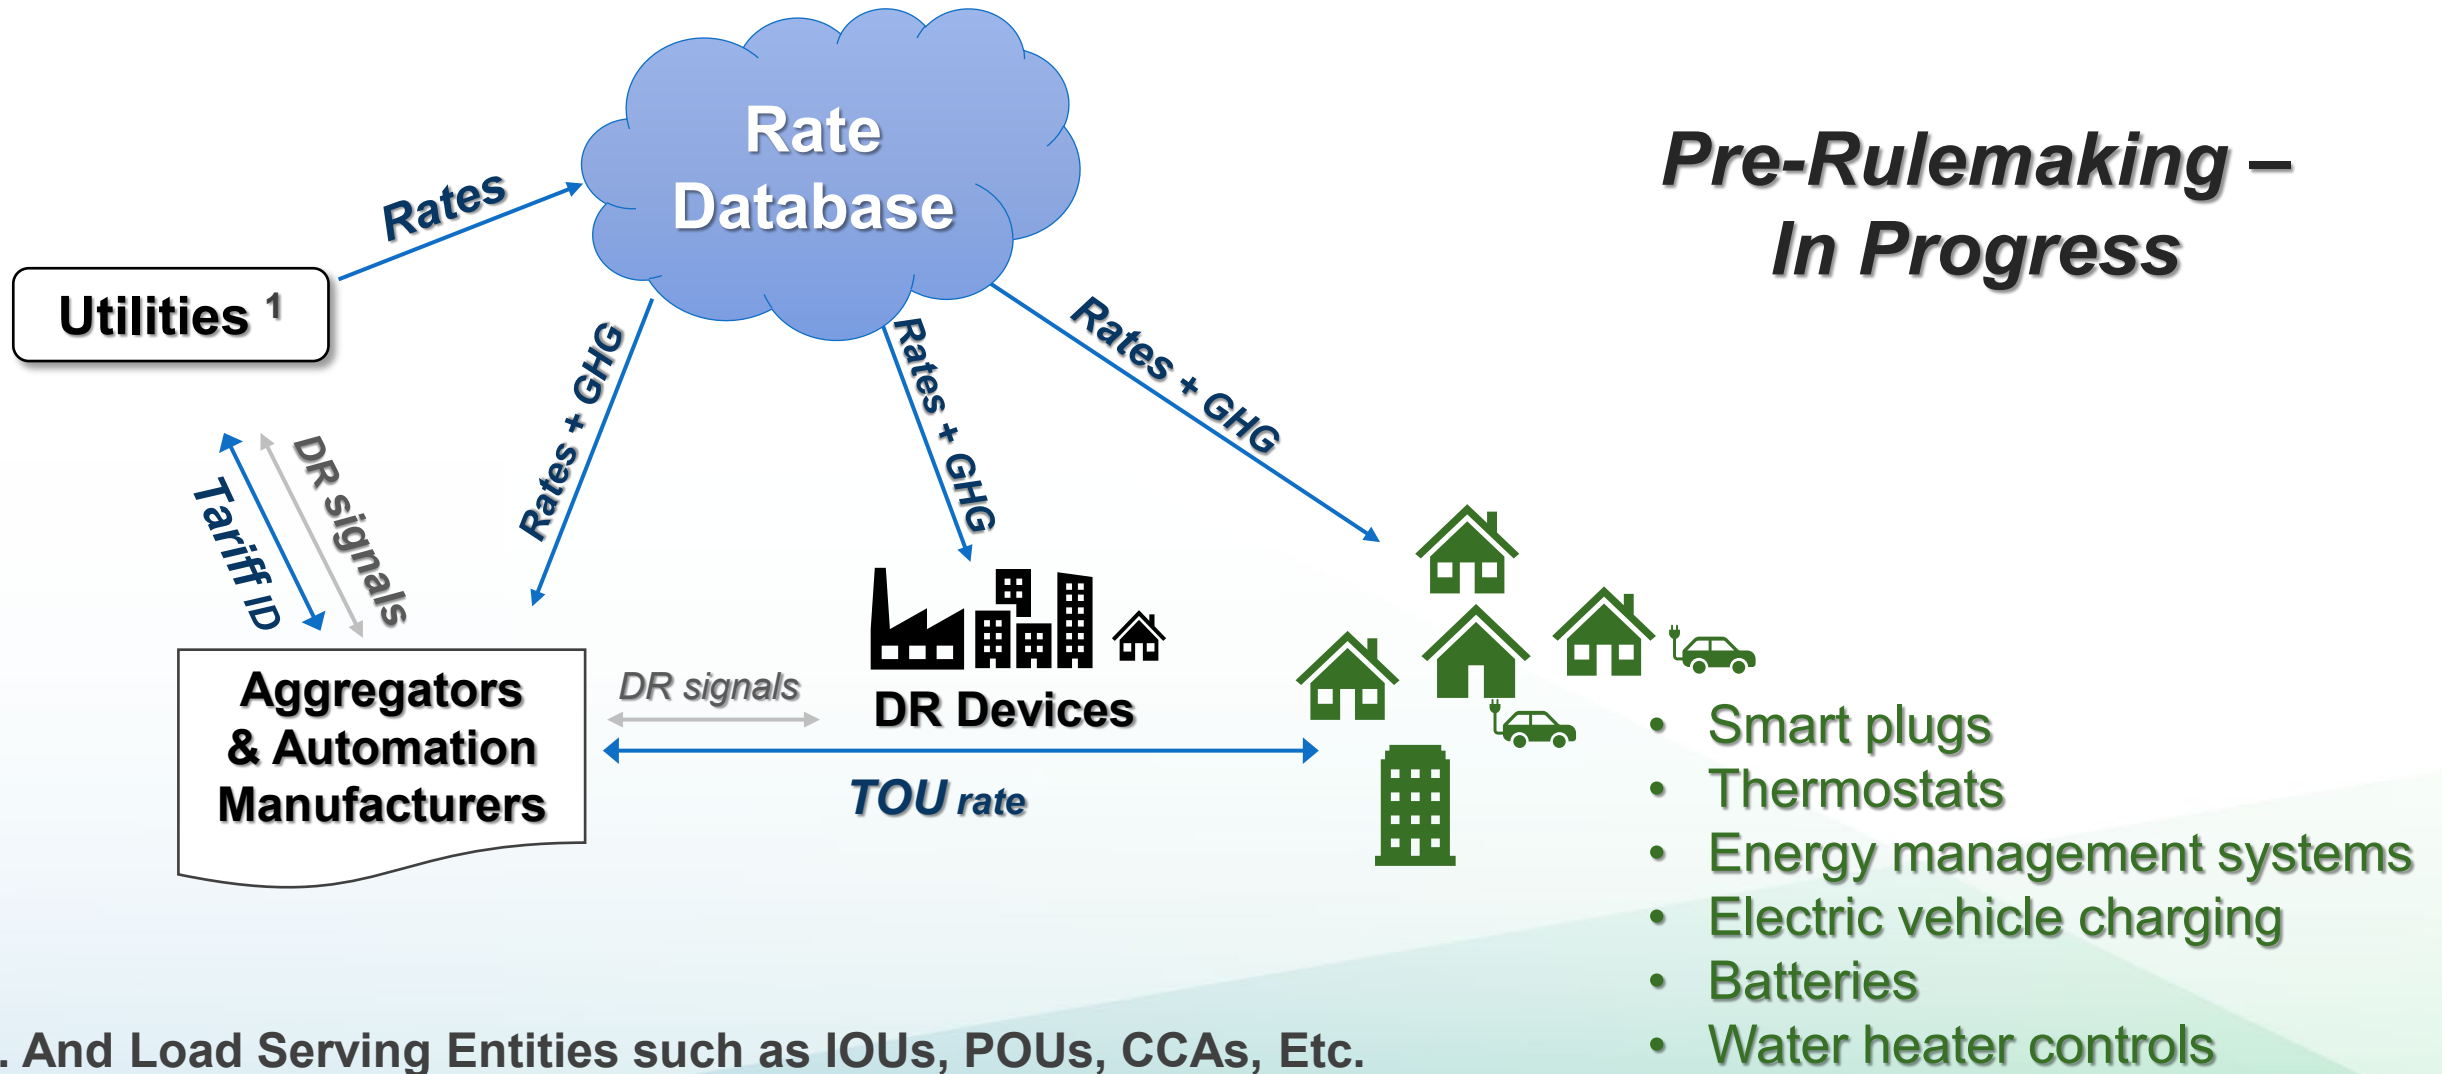 Rate
Database
Pre-Rulemaking –
In Progress
Rates
Utilities 1
Rates + GHG
Rates + GHG
Rates + GHG
Tariff ID
DR signals
Aggregators
& Automation
Manufacturers
DR signals
DR Devices
TOU rate
• Smart plugs
• Thermostats
• Energy management systems
• Electric vehicle charging
• Batteries
• Water heater controls
. And Load Serving Entities such as IOUs, POUs, CCAs, Etc.